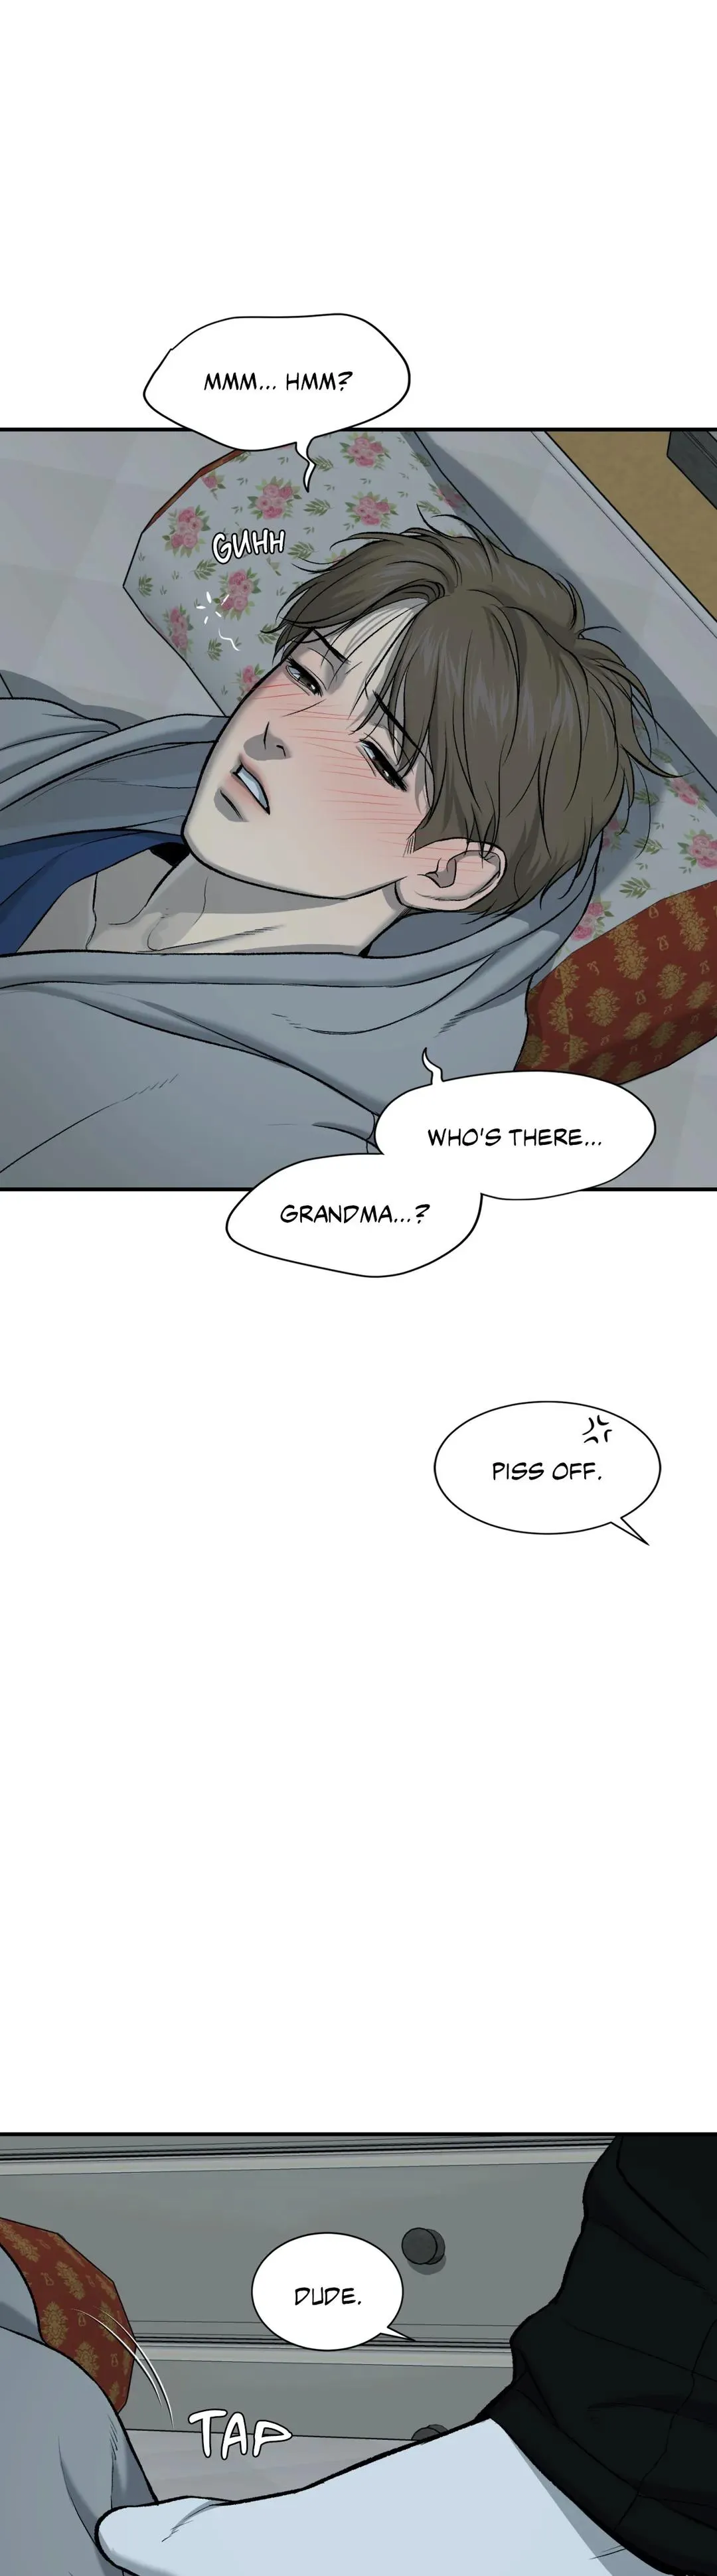 MMM... HMM?
GUHH
WHO'S THERE...
GRANDMA...?
PISS OFF.
DUDE.
TAP